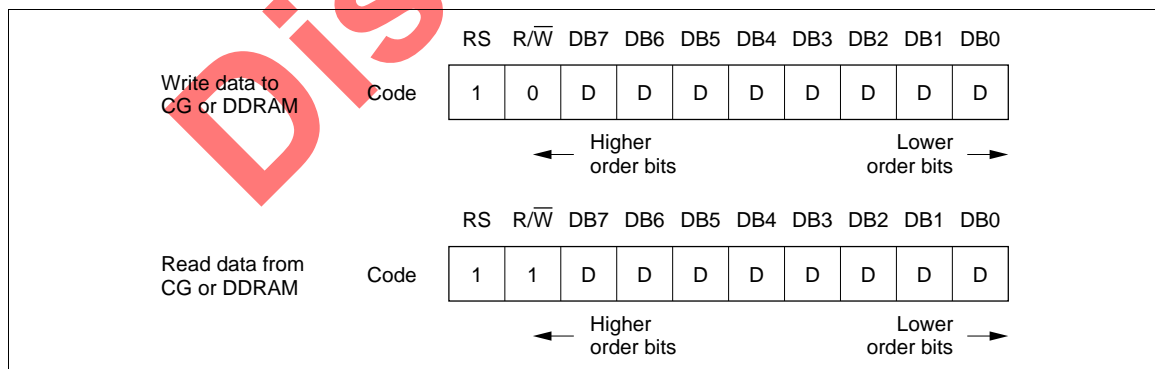 RS R/W̅ DB7 DB6 DB5 DB4 DB3 DB2 DB1 DB0
Write data to
CG or DDRAM
Code 1 0 D D D D D D D D
Higher
order bits
Lower
order bits
RS R/W̅ DB7 DB6 DB5 DB4 DB3 DB2 DB1 DB0
Read data from
CG or DDRAM
Code 1 1 D D D D D D D D
Higher
order bits
Lower
order bits
Dis